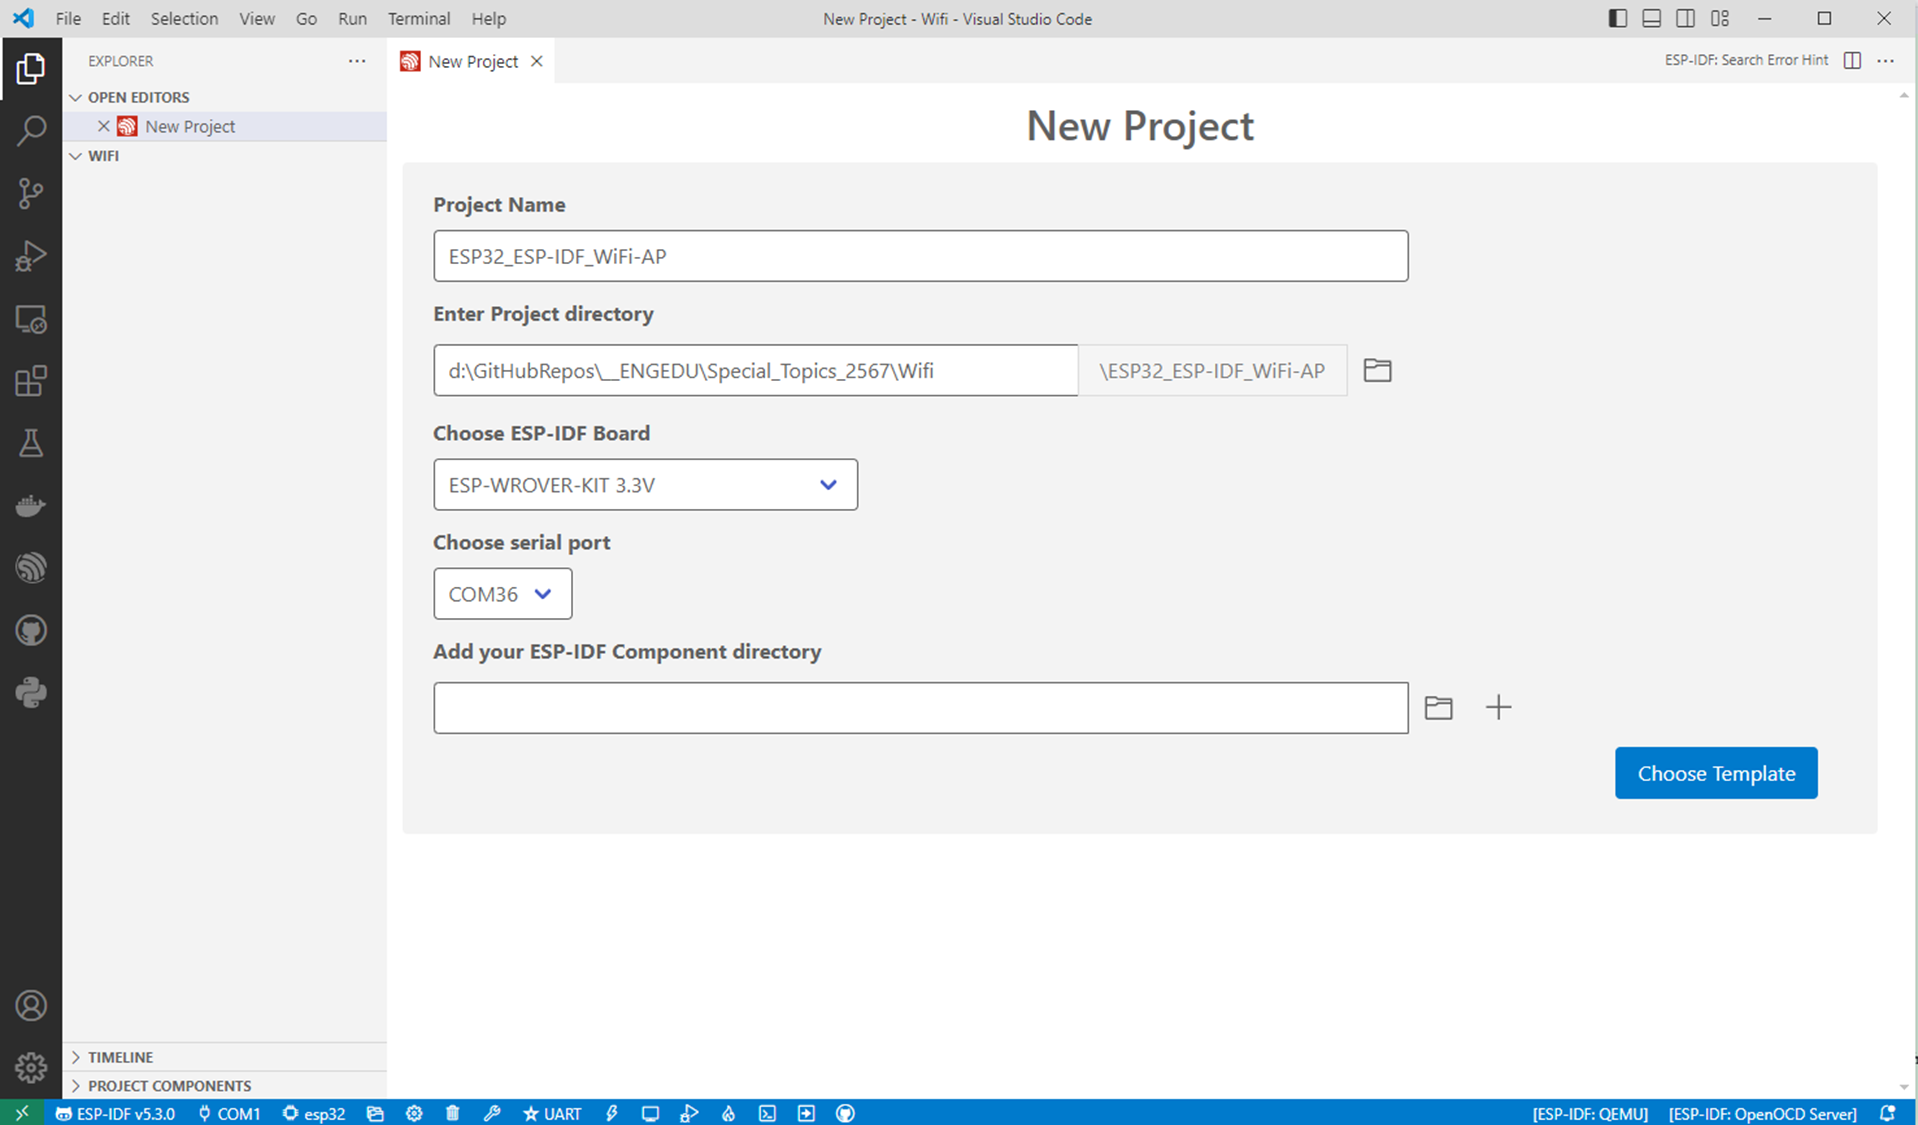 File Edit Selection View Go Run Terminal Help
New Project - Wifi - Visual Studio Code
EXPLORER
New Project
ESP-IDF: Search Error Hint
OPEN EDITORS
New Project
WIFI
New Project
Project Name
ESP32_ESP-IDF_WiFi-AP
Enter Project directory
d:\GitHubRepos\__ENGEDU\Special_Topics_2567\Wifi
\ESP32_ESP-IDF_WiFi-AP
Choose ESP-IDF Board
ESP-WROVER-KIT 3.3V
Choose serial port
COM36
Add your ESP-IDF Component directory
Choose Template
TIMELINE
PROJECT COMPONENTS
ESP-IDF v5.3.0 COM1 esp32 UART [ESP-IDF: QEMU] [ESP-IDF: OpenOCD Server]